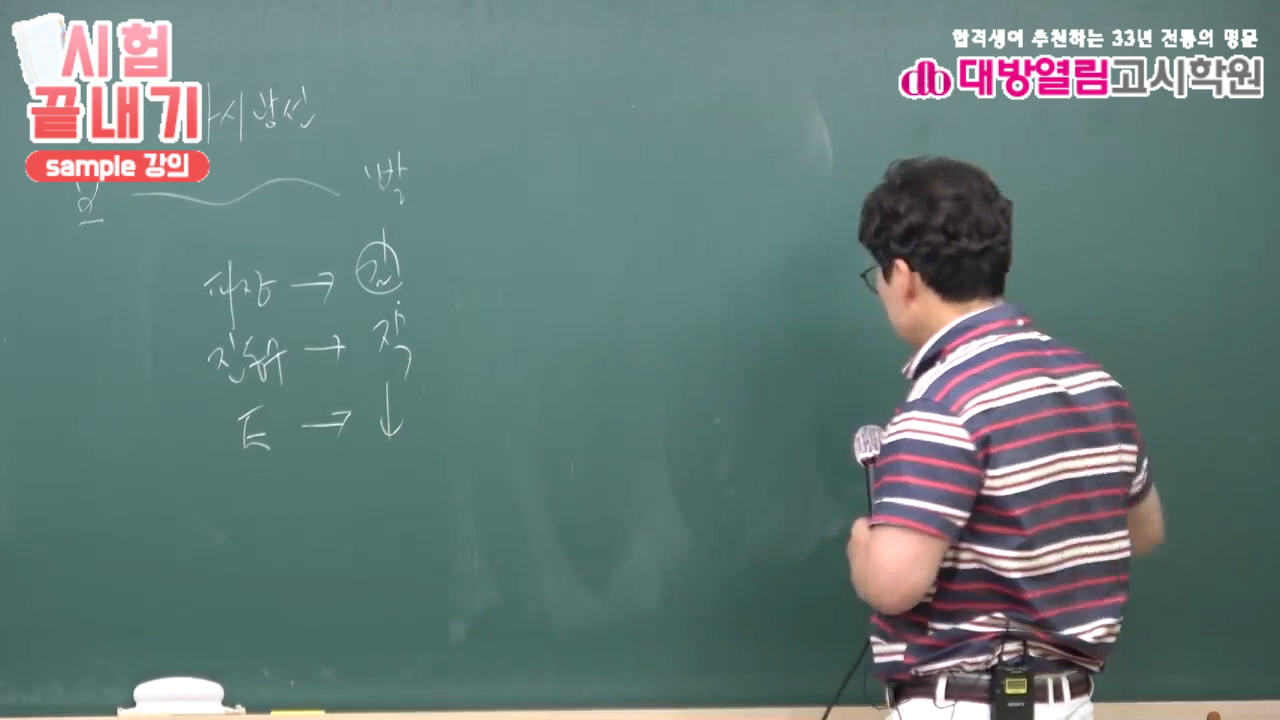 시험
끝내기
sample 강의
합격생이 추천하는 33년 전통의 명문
대방열림고시학원
가시광선
보 빨
파장 → 길
진동수 → 작
E → ↓
SONY